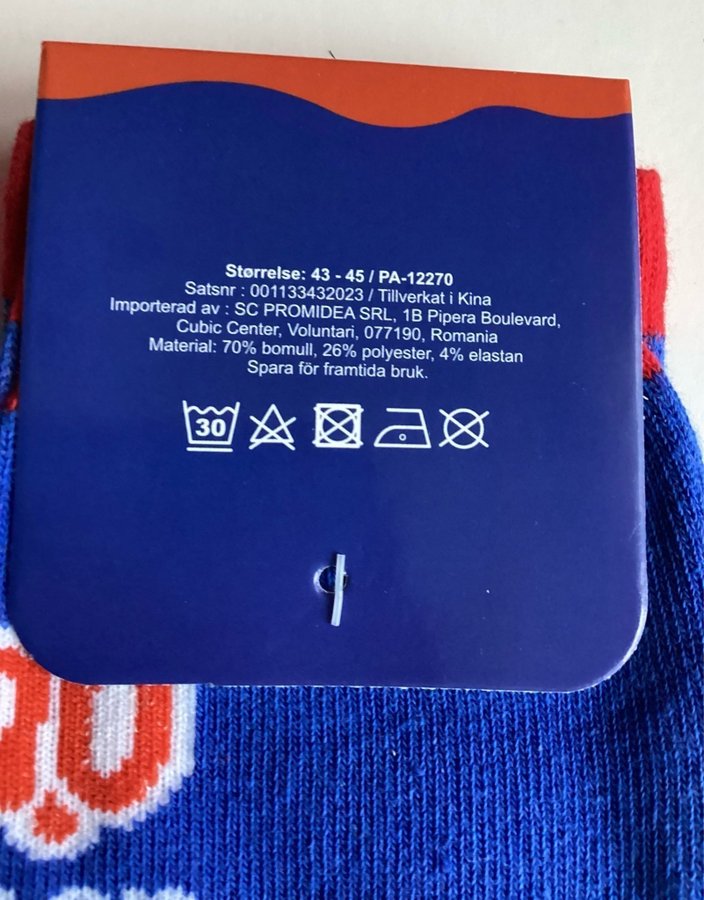 Størrelse: 43 - 45 / PA-12270
Satsnr : 001133432023 / Tillverkat i Kina
Importerad av : SC PROMIDEA SRL, 1B Pipera Boulevard,
Cubic Center, Voluntari, 077190, Romania
Material: 70% bomull, 26% polyester, 4% elastan
Spara för framtida bruk.
30